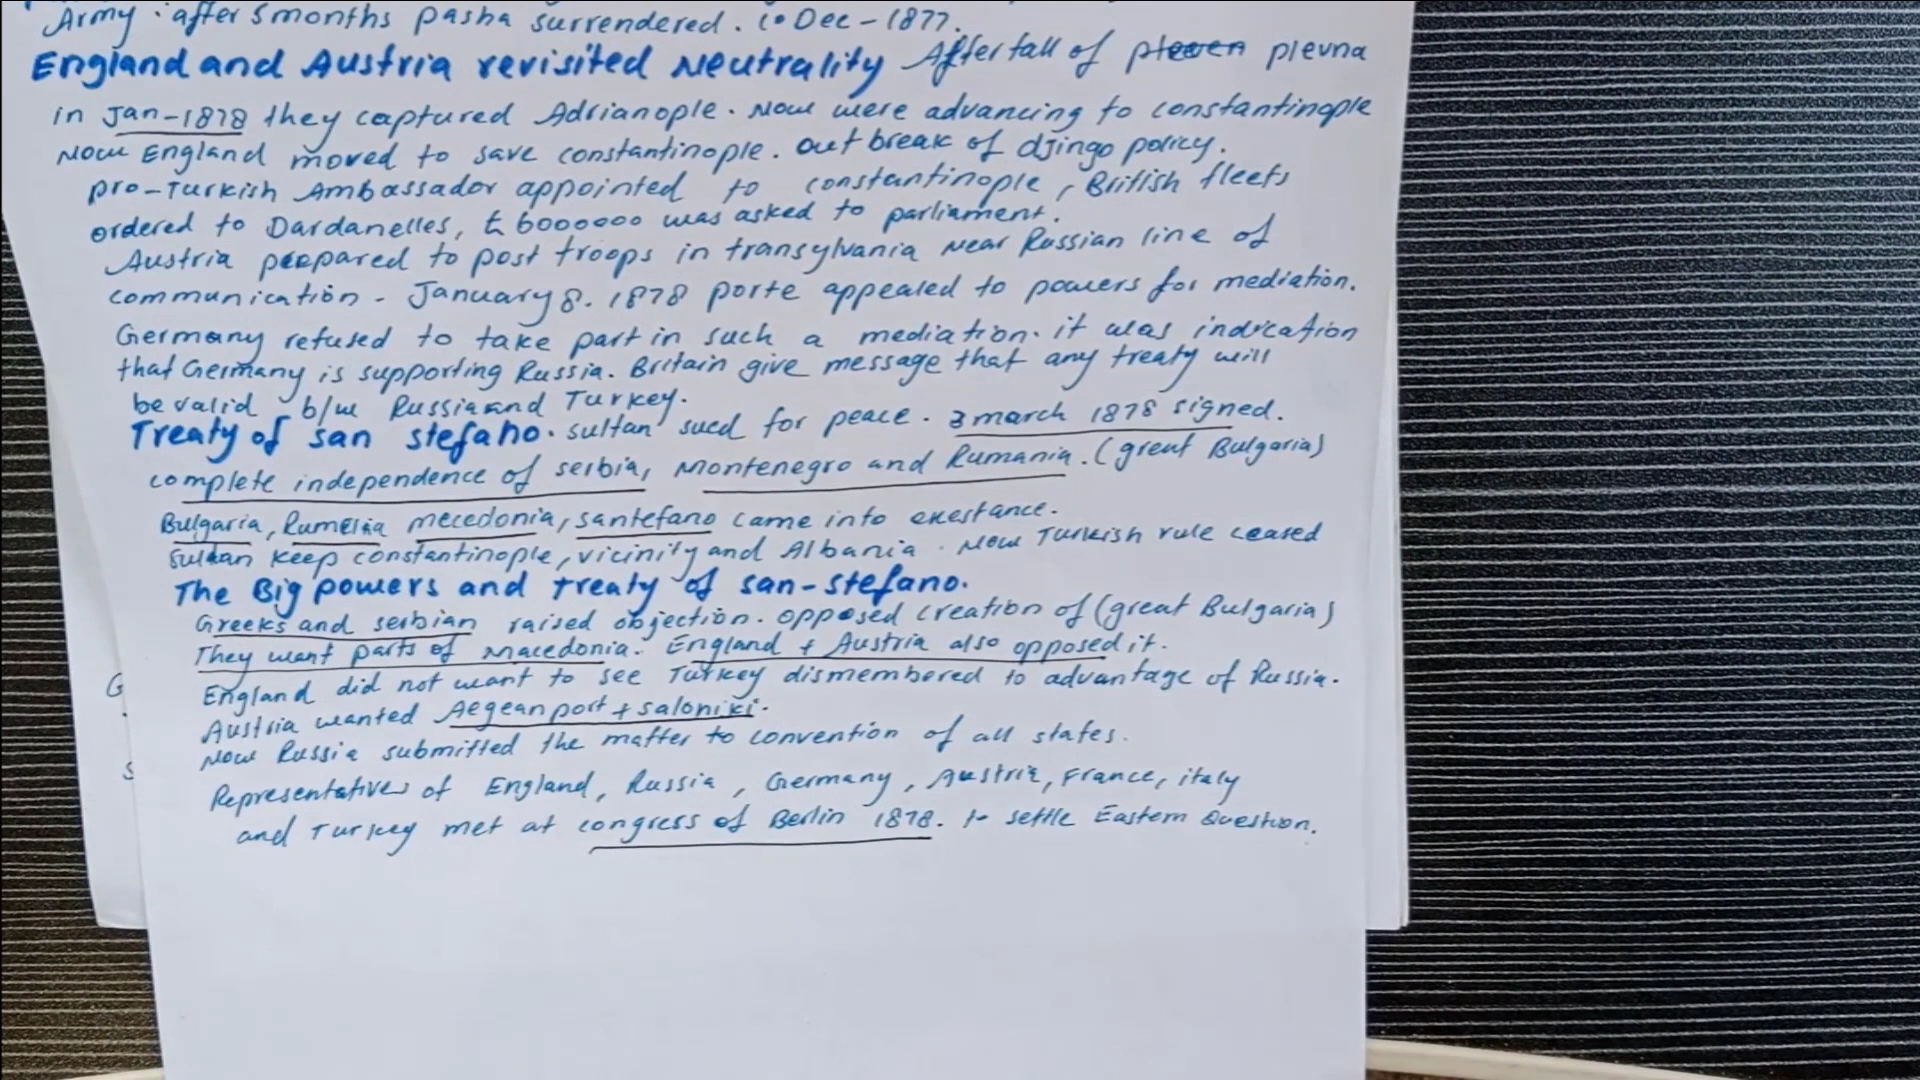 Army. after 5 months pasha surrendered. 10 Dec-1877.
England and Austria revisited Neutrality After fall of pleven plevna
in Jan-1878 they captured Adrianople. Now were advancing to constantinople
Now England moved to save constantinople. out break of djingo policy.
pro-Turkish Ambassador appointed to constantinople, British fleets
ordered to Dardanelles, £ 6000000 was asked to parliament.
Austria prepared to post troops in transylvania near Russian line of
communication - January 8. 1878 porte appealed to powers for mediation.
Germany refused to take part in such a mediation. it was indication
that Germany is supporting Russia. Britain give message that any treaty will
be valid b/w Russia and Turkey.
Treaty of san stefano. sultan sued for peace. 3 march 1878 signed.
complete independence of serbia, Montenegro and Rumania. (great Bulgaria)
Bulgaria, Rumelia mecedonia, santefano came into exestance.
Sultan keep constantinople, vicinity and Albania. Now Turkish rule ceased
The Big powers and treaty of san-stefano.
Greeks and serbian raised objection. opposed creation of (great Bulgaria)
They want parts of Macedonia. England + Austria also opposed it.
England did not want to see Turkey dismembered to advantage of Russia.
Austria wanted Aegean port + saloniki.
Now Russia submitted the matter to convention of all states.
Representatives of England, Russia, Germany, Austria, France, italy
and Turkey met at congress of Berlin 1878. to settle Eastern Question.
G
S